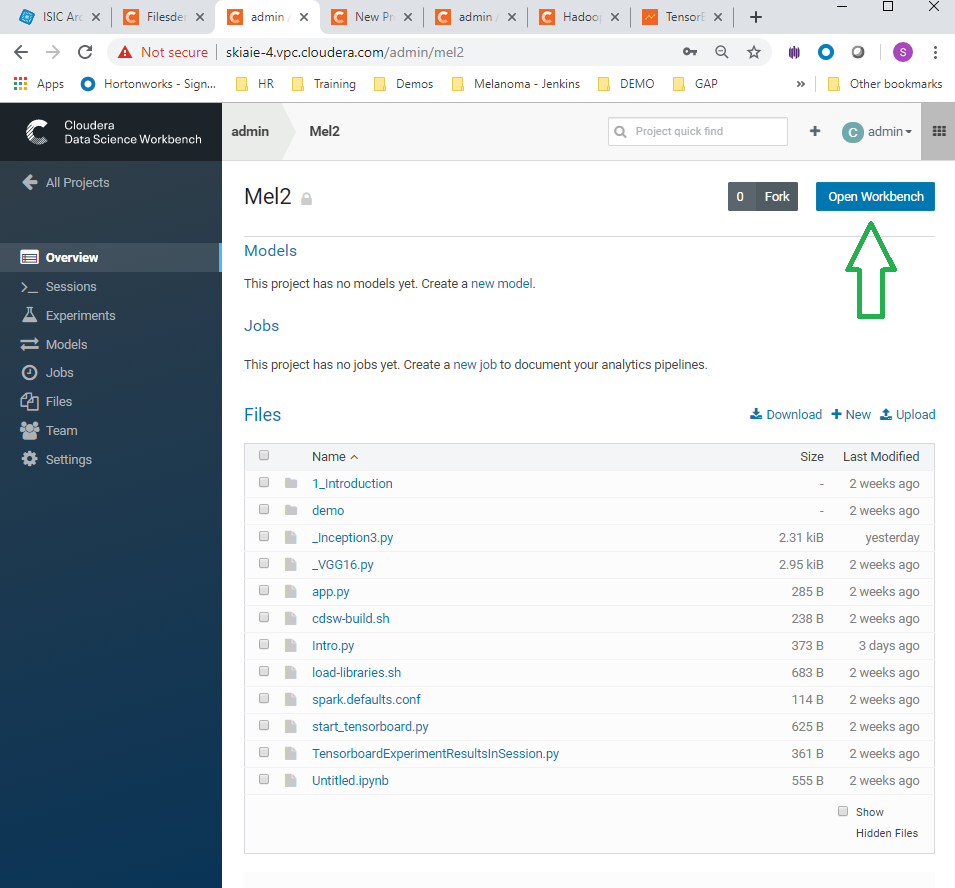 ISIC Arc
Filesder
admin /
New Pr
admin /
Hadoop
TensorB
Not secure
skiaie-4.vpc.cloudera.com/admin/mel2
S
Apps
Hortonworks - Sign...
HR
Training
Demos
Melanoma - Jenkins
DEMO
GAP
»
Other bookmarks
Cloudera
Data Science Workbench
admin
Mel2
Project quick find
+
C
admin
All Projects
Mel2
0
Fork
Open Workbench
Overview
Sessions
Experiments
Models
Jobs
Files
Team
Settings
Models
This project has no models yet. Create a new model.
Jobs
This project has no jobs yet. Create a new job to document your analytics pipelines.
Files
Download
New
Upload
Name Size Last Modified
1_Introduction - 2 weeks ago
demo - 2 weeks ago
_Inception3.py 2.31 kiB yesterday
_VGG16.py 2.95 kiB 2 weeks ago
app.py 285 B 2 weeks ago
cdsw-build.sh 238 B 2 weeks ago
Intro.py 373 B 3 days ago
load-libraries.sh 683 B 2 weeks ago
spark.defaults.conf 114 B 2 weeks ago
start_tensorboard.py 625 B 2 weeks ago
TensorboardExperimentResultsInSession.py 361 B 2 weeks ago
Untitled.ipynb 555 B 2 weeks ago
Show
Hidden Files